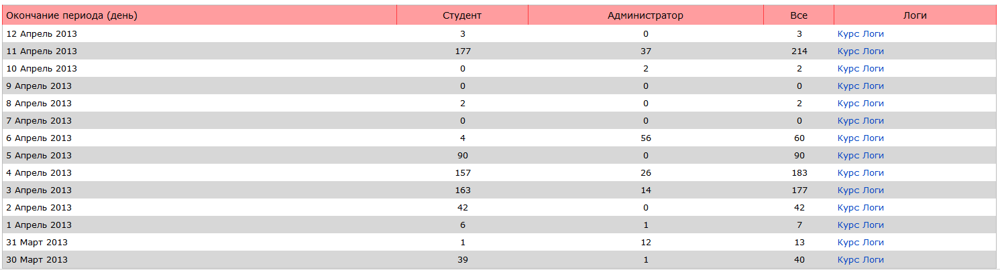 Окончание периода (день) Студент Администратор Все Логи
12 Апрель 2013 3 0 3 Курс Логи
11 Апрель 2013 177 37 214 Курс Логи
10 Апрель 2013 0 2 2 Курс Логи
9 Апрель 2013 0 0 0 Курс Логи
8 Апрель 2013 2 0 2 Курс Логи
7 Апрель 2013 0 0 0 Курс Логи
6 Апрель 2013 4 56 60 Курс Логи
5 Апрель 2013 90 0 90 Курс Логи
4 Апрель 2013 157 26 183 Курс Логи
3 Апрель 2013 163 14 177 Курс Логи
2 Апрель 2013 42 0 42 Курс Логи
1 Апрель 2013 6 1 7 Курс Логи
31 Март 2013 1 12 13 Курс Логи
30 Март 2013 39 1 40 Курс Логи